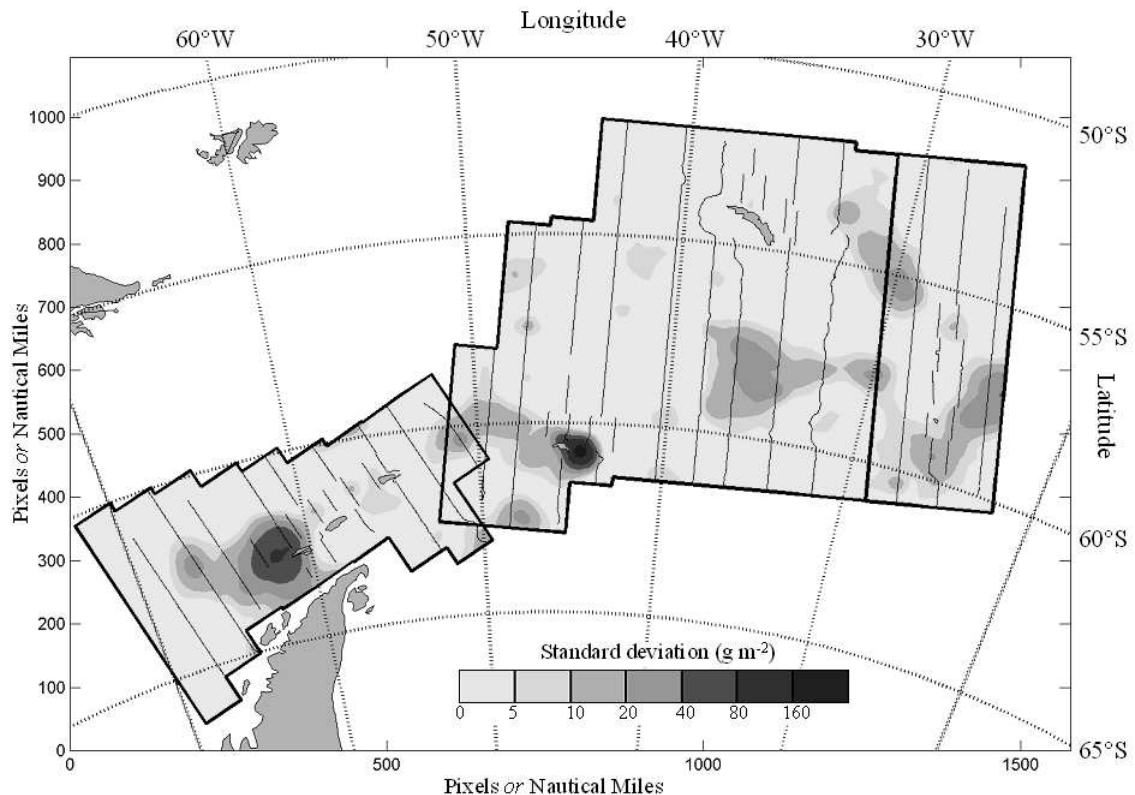 Longitude
60°W 50°W 40°W 30°W
1000
900
800
700
600
500
400
300
200
100
0
Pixels or Nautical Miles
50°S
55°S
60°S
65°S
Latitude
Standard deviation (g m-2)
0 5 10 20 40 80 160
0 500 1000 1500
Pixels or Nautical Miles